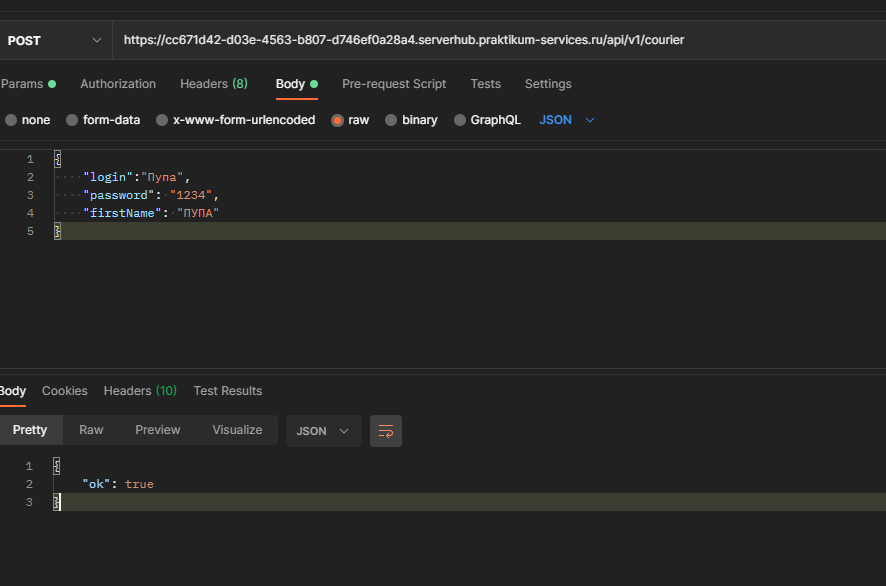 POST https://cc671d42-d03e-4563-b807-d746ef0a28a4.serverhub.praktikum-services.ru/api/v1/courier
Params Authorization Headers (8) Body Pre-request Script Tests Settings
none form-data x-www-form-urlencoded raw binary GraphQL JSON
1 {
2 "login":"Пупа",
3 "password": "1234",
4 "firstName": "ПУПА"
5 }
Body Cookies Headers (10) Test Results
Pretty Raw Preview Visualize JSON
1 {
2 "ok": true
3 }